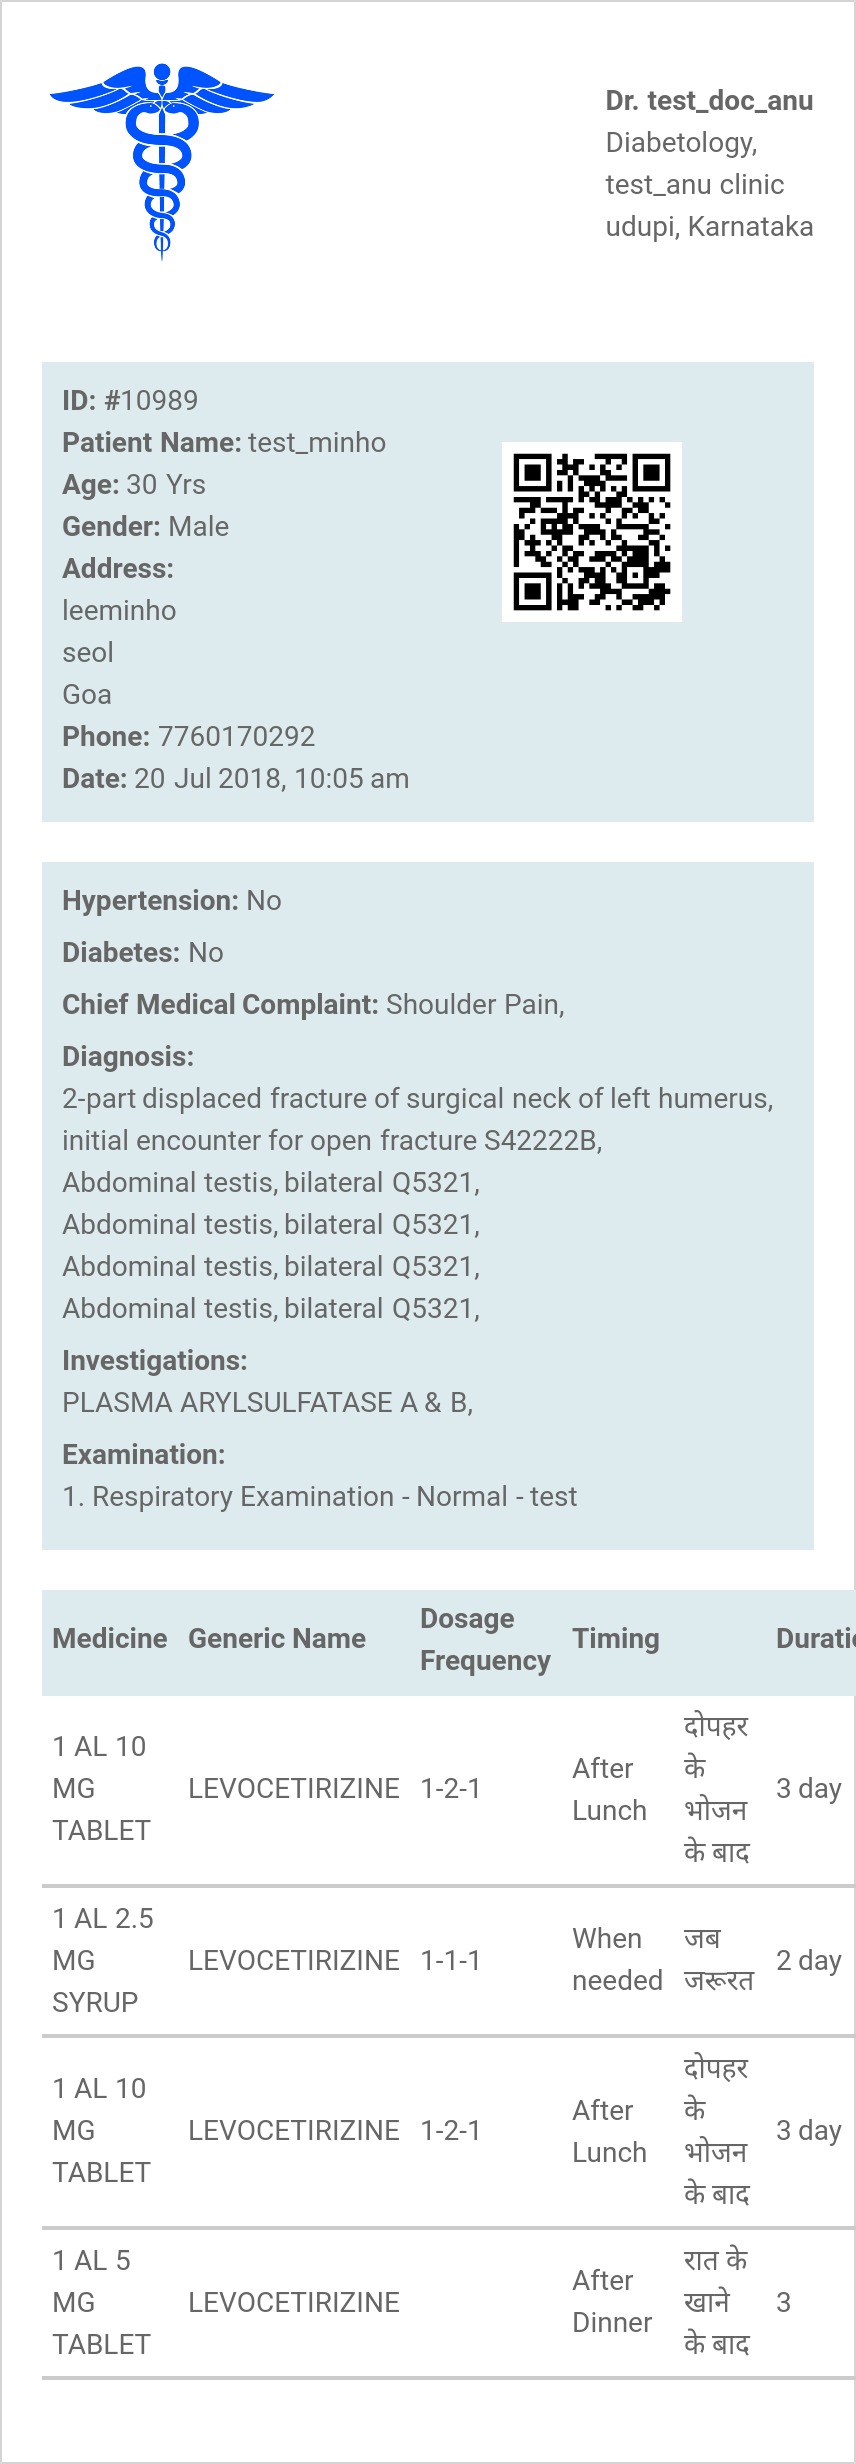 Dr. test_doc_anu
Diabetology,
test_anu clinic
udupi, Karnataka
ID: #10989
Patient Name: test_minho
Age: 30 Yrs
Gender: Male
Address:
leeminho
seol
Goa
Phone: 7760170292
Date: 20 Jul 2018, 10:05 am
Hypertension: No
Diabetes: No
Chief Medical Complaint: Shoulder Pain,
Diagnosis:
2-part displaced fracture of surgical neck of left humerus,
initial encounter for open fracture S42222B,
Abdominal testis, bilateral Q5321,
Abdominal testis, bilateral Q5321,
Abdominal testis, bilateral Q5321,
Abdominal testis, bilateral Q5321,
Investigations:
PLASMA ARYLSULFATASE A & B,
Examination:
1. Respiratory Examination - Normal - test
Medicine
Generic Name
Dosage
Frequency
Timing
1 AL 10
MG
TABLET
LEVOCETIRIZINE
1-2-1
After
Lunch
दोपहर
के
भोजन
के बाद
3 day
1 AL 2.5
MG
SYRUP
LEVOCETIRIZINE
1-1-1
When
needed
जब
जरूरत
2 day
1 AL 10
MG
TABLET
LEVOCETIRIZINE
1-2-1
After
Lunch
दोपहर
के
भोजन
के बाद
3 day
1 AL 5
MG
TABLET
LEVOCETIRIZINE
After
Dinner
रात के
खाने
के बाद
3